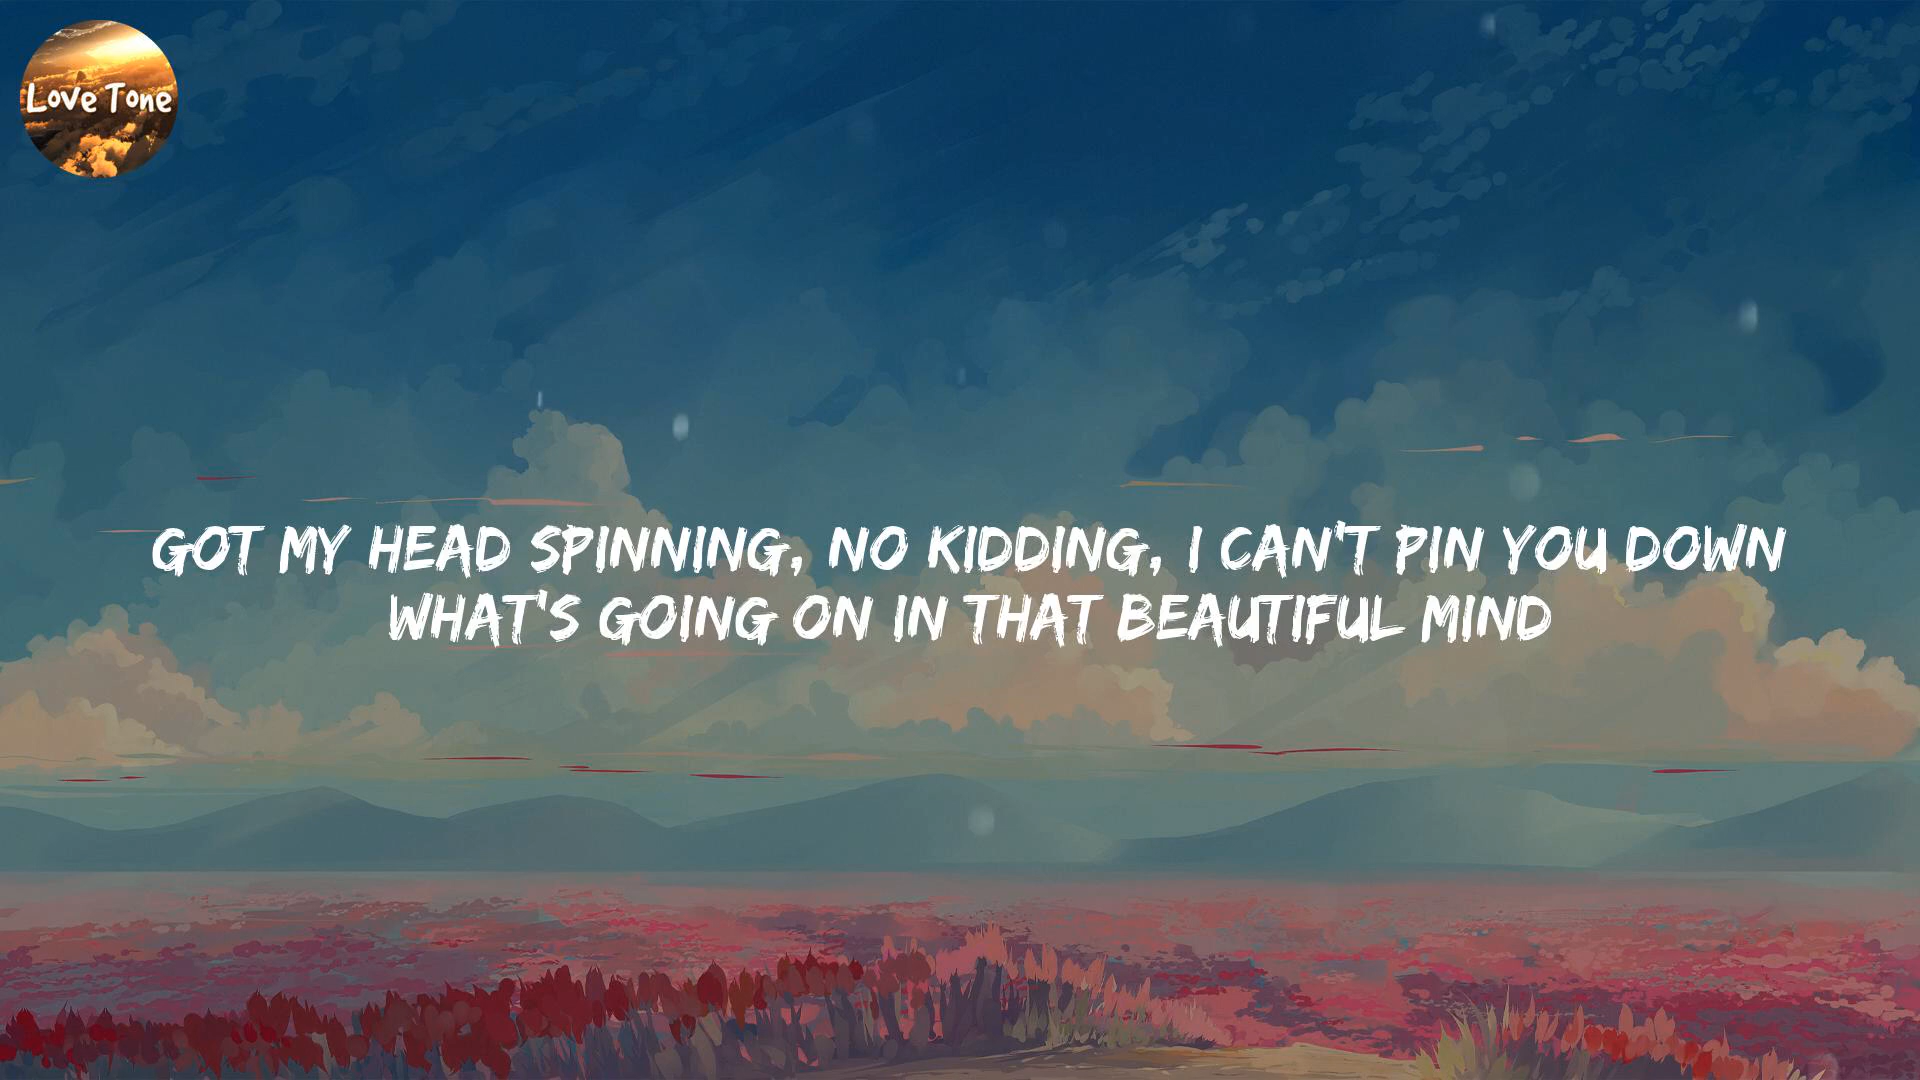 Love Tone
GOT MY HEAD SPINNING, NO KIDDING, I CAN'T PIN YOU DOWN
WHAT'S GOING ON IN THAT BEAUTIFUL MIND